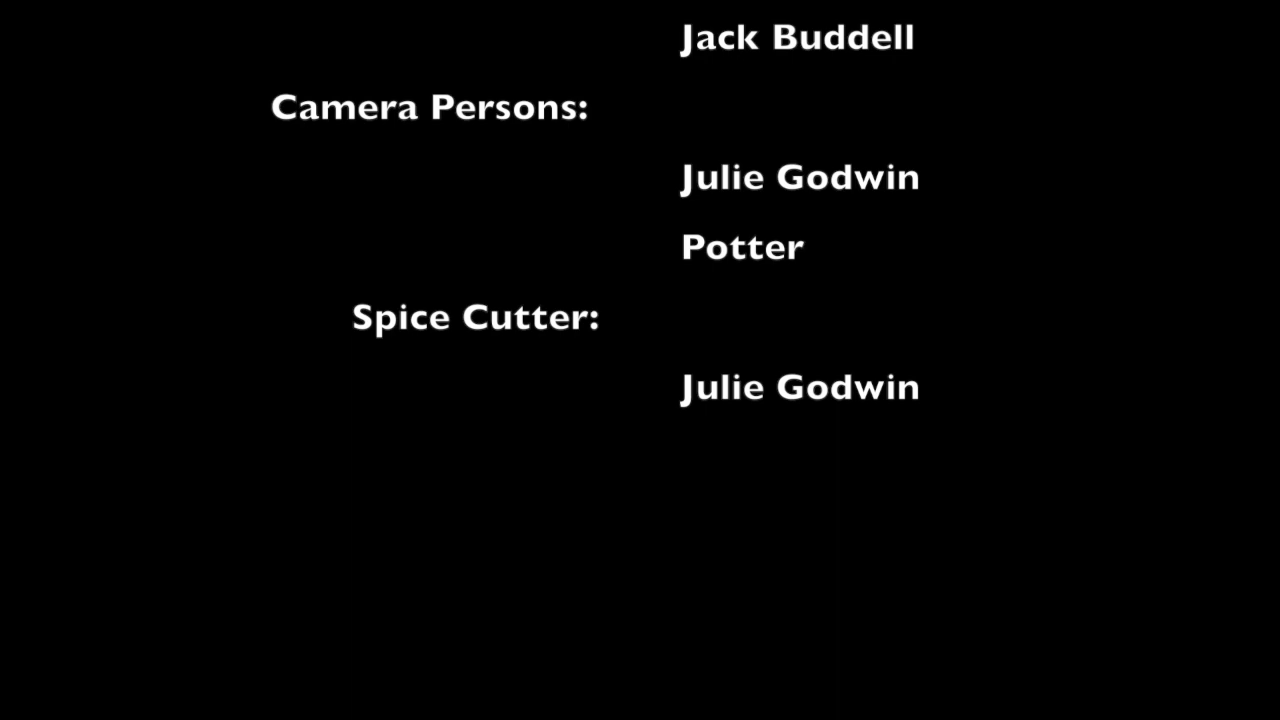 Jack Buddell
Camera Persons:
Julie Godwin
Potter
Spice Cutter:
Julie Godwin